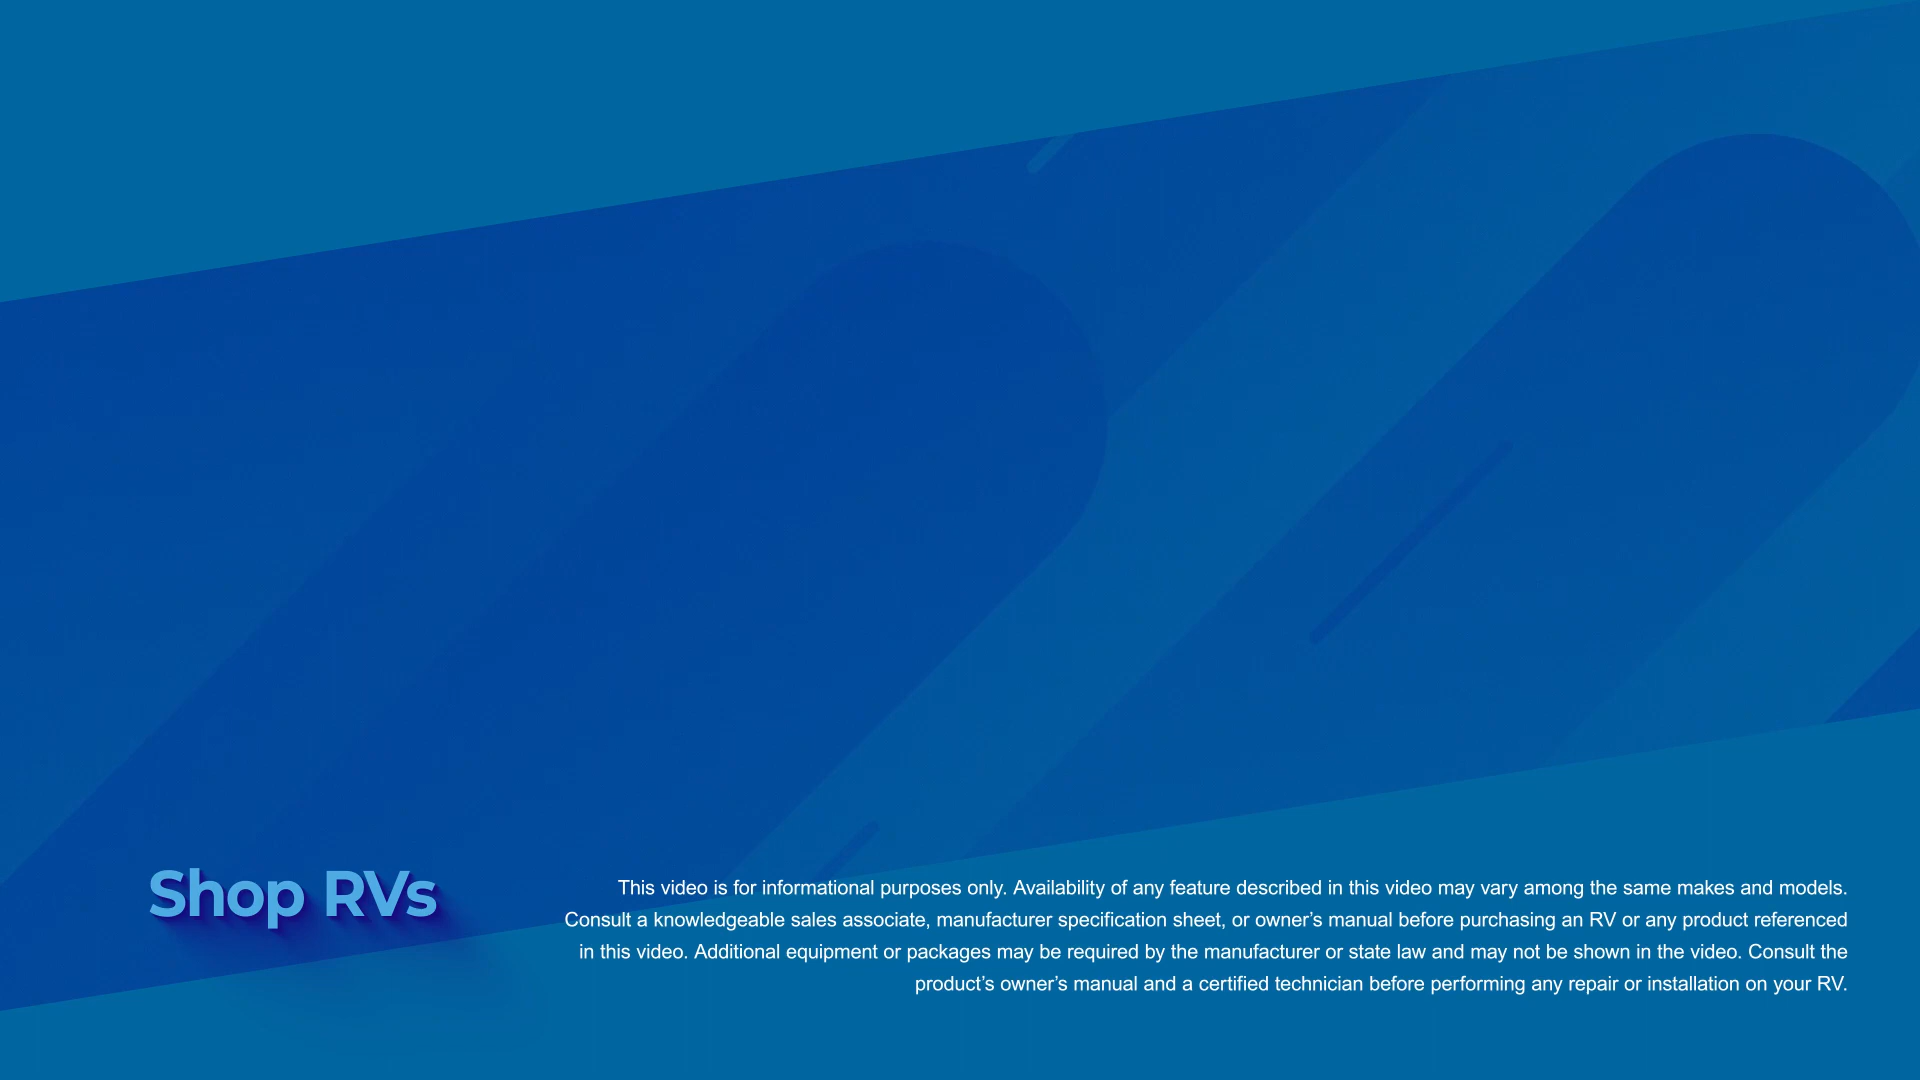 Shop RVs
This video is for informational purposes only. Availability of any feature described in this video may vary among the same makes and models.
Consult a knowledgeable sales associate, manufacturer specification sheet, or owner’s manual before purchasing an RV or any product referenced
in this video. Additional equipment or packages may be required by the manufacturer or state law and may not be shown in the video. Consult the
product’s owner’s manual and a certified technician before performing any repair or installation on your RV.